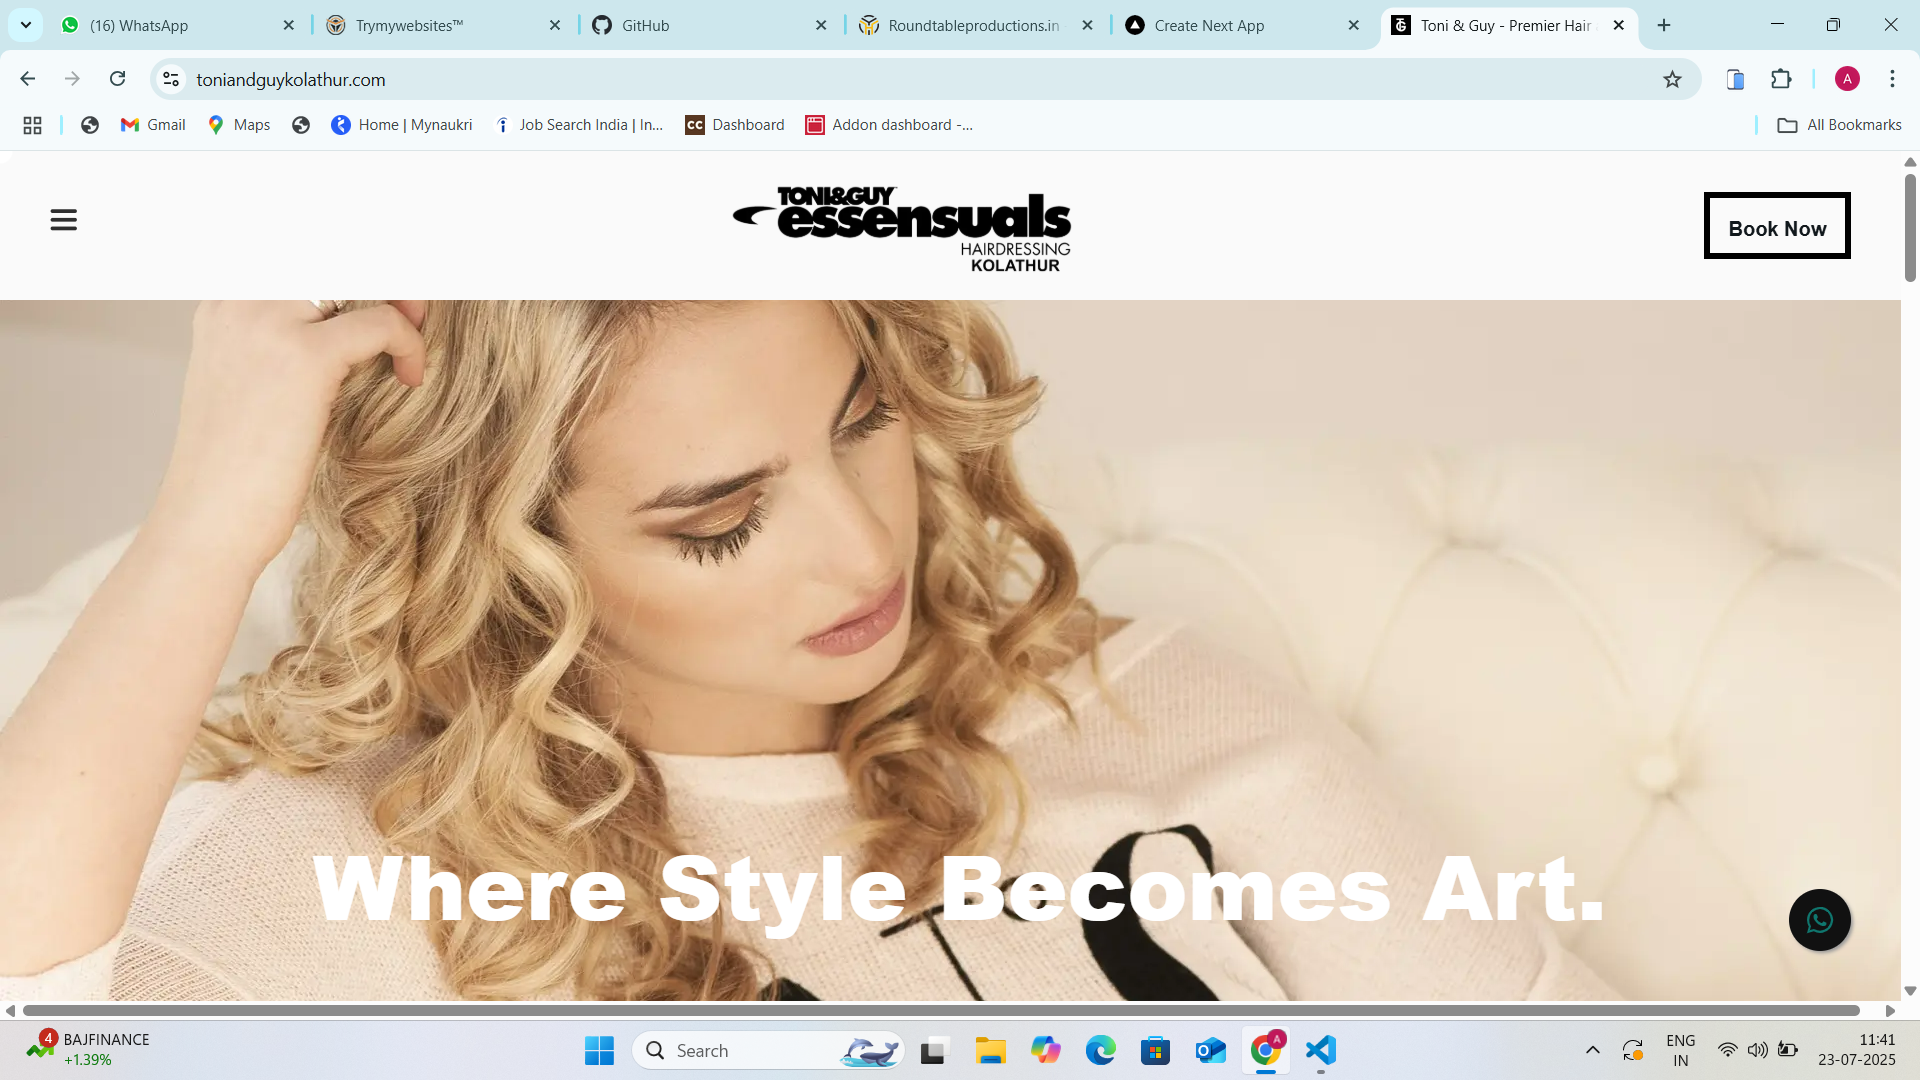 (16) WhatsApp
Trymywebsites™
GitHub
Roundtableproductions.in
Create Next App
Toni & Guy - Premier Hair
toniandguykolathur.com
A
Gmail
Maps
Home | Mynaukri
Job Search India | In...
CC
Dashboard
Addon dashboard -...
All Bookmarks
TONI&GUY
essensuals
HAIRDRESSING
KOLATHUR
Book Now
Where Style Becomes Art.
4
BAJFINANCE
+1.39%
Search
A
ENG
IN
11:41
23-07-2025